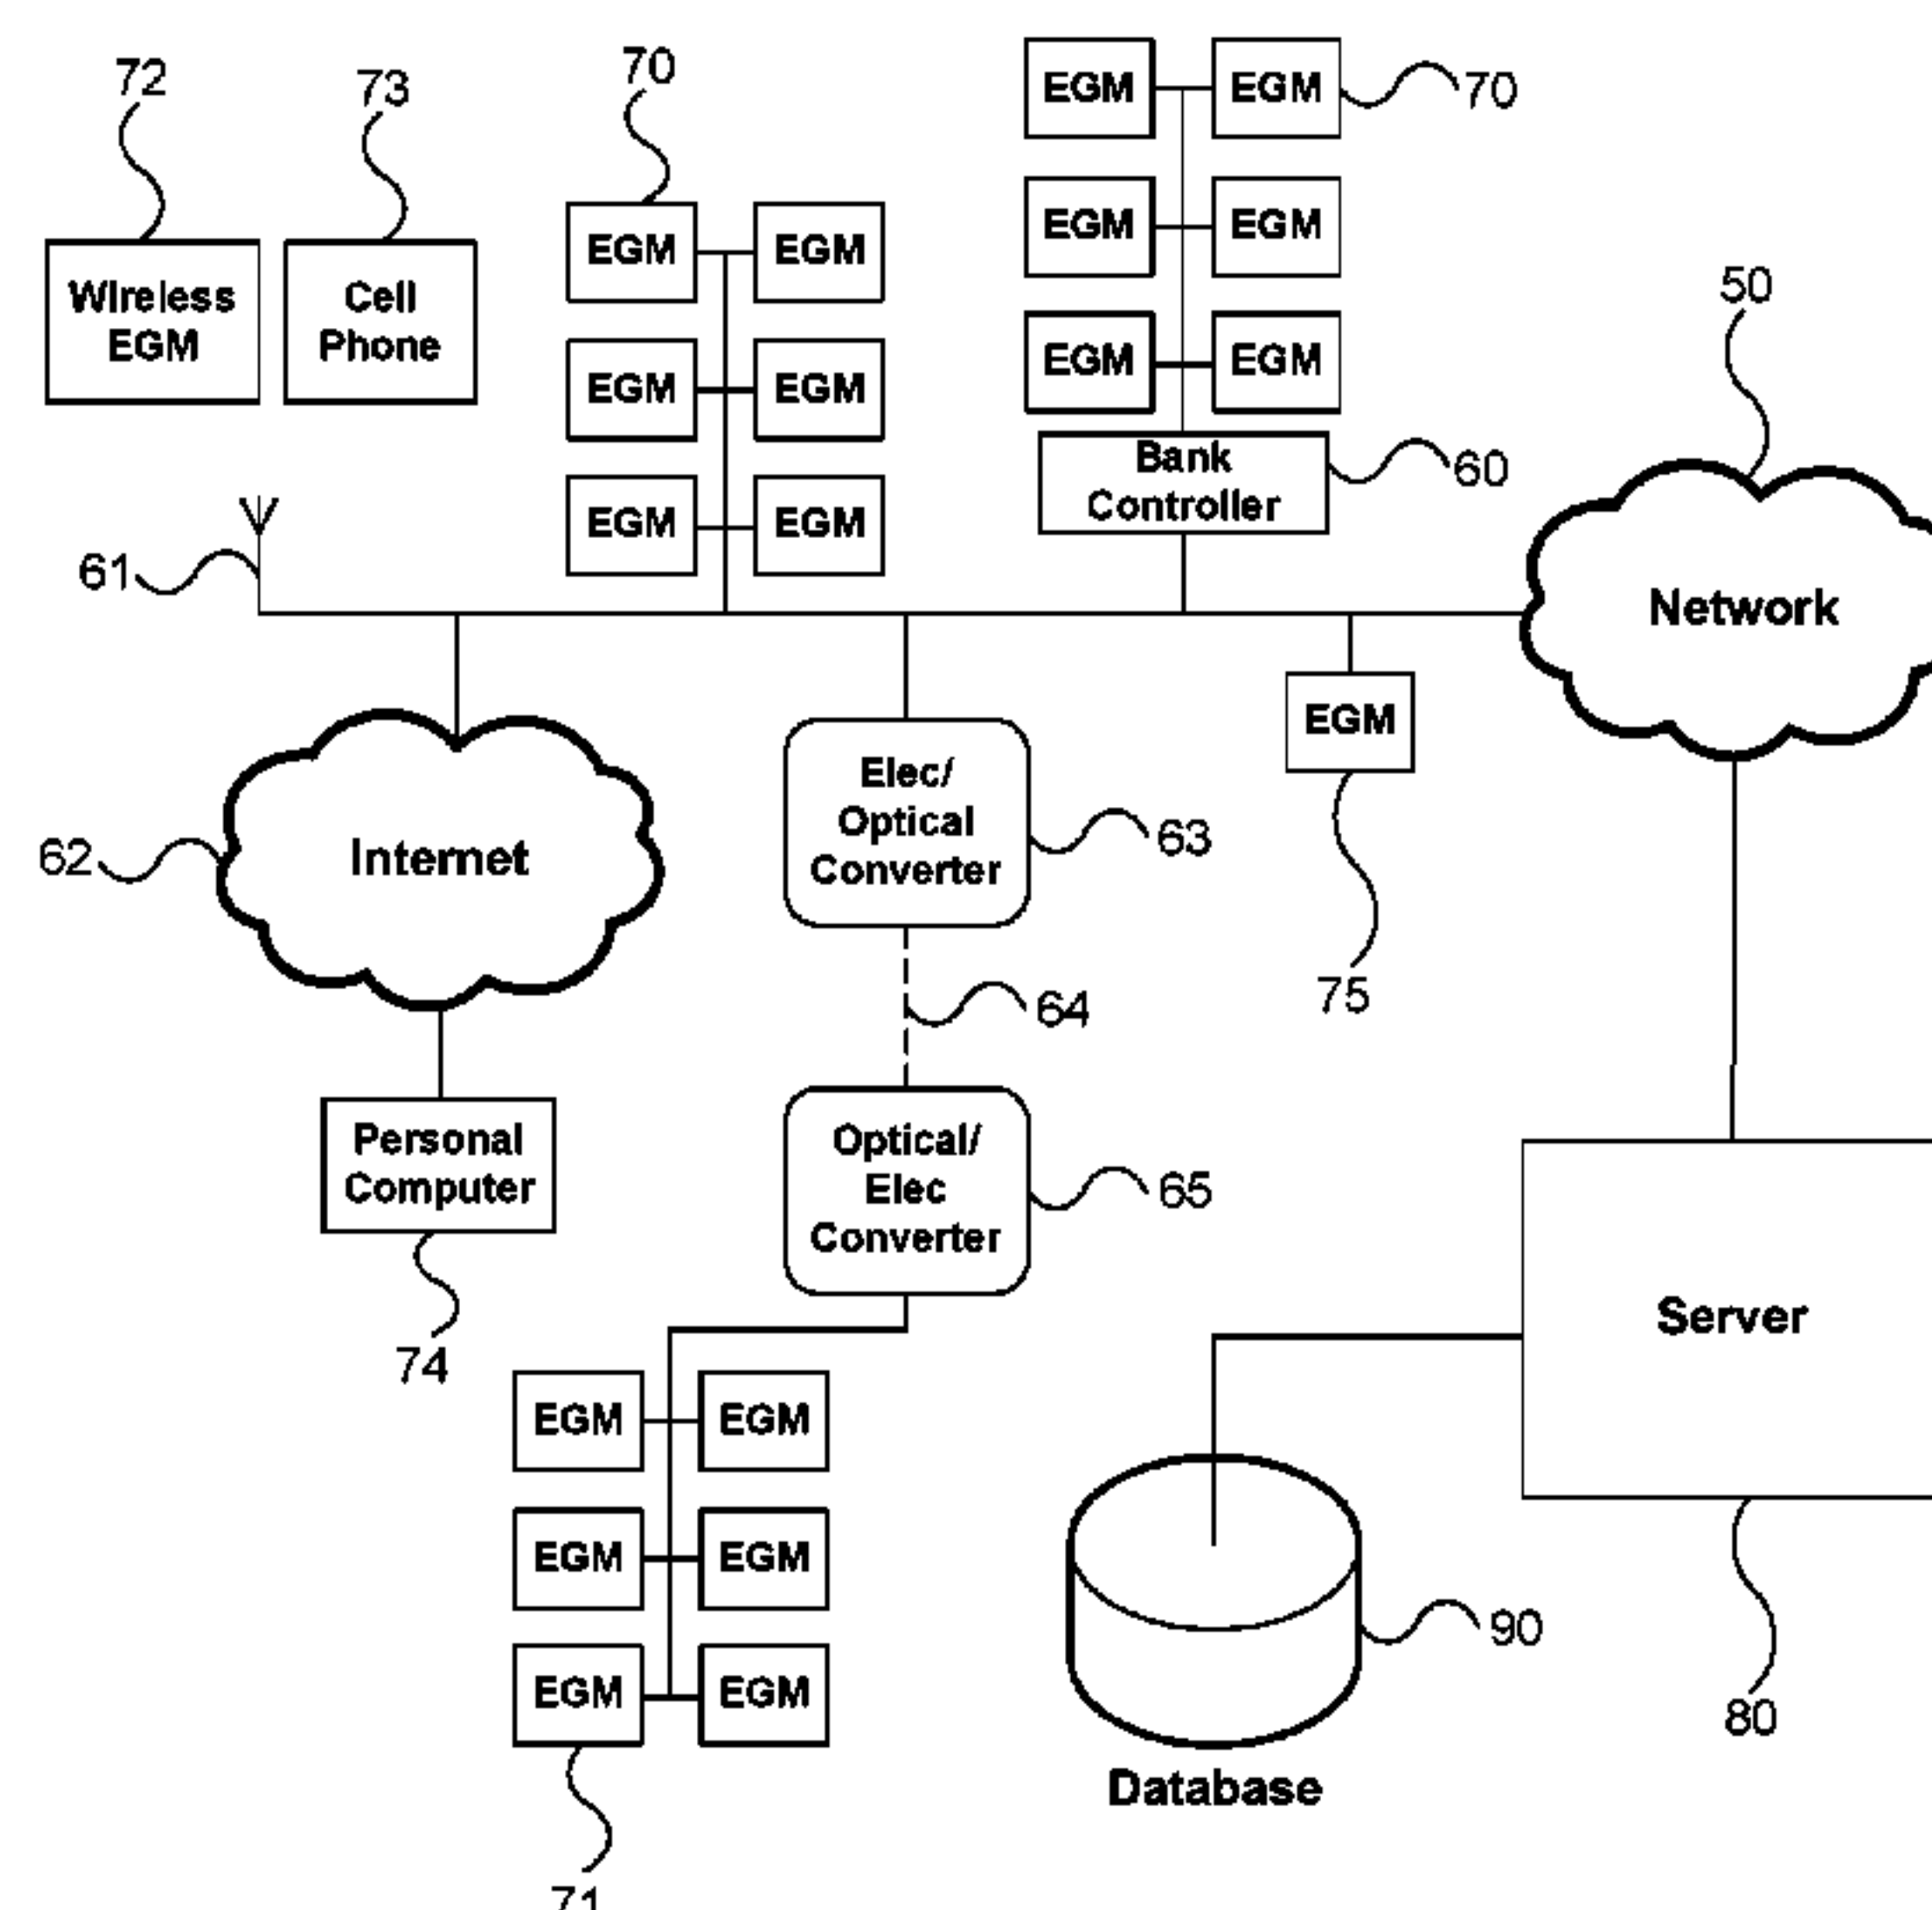 72
73
70
EGM EGM
70
Wireless
EGM
Cell
Phone
EGM EGM
EGM EGM
EGM EGM
EGM EGM
EGM EGM
50
Bank
Controller
60
61
Network
EGM
75
Internet
62
Elec/
Optical
Converter
63
64
Personal
Computer
74
Optical/
Elec
Converter
65
Server
80
EGM EGM
EGM EGM
EGM EGM
71
90
Database